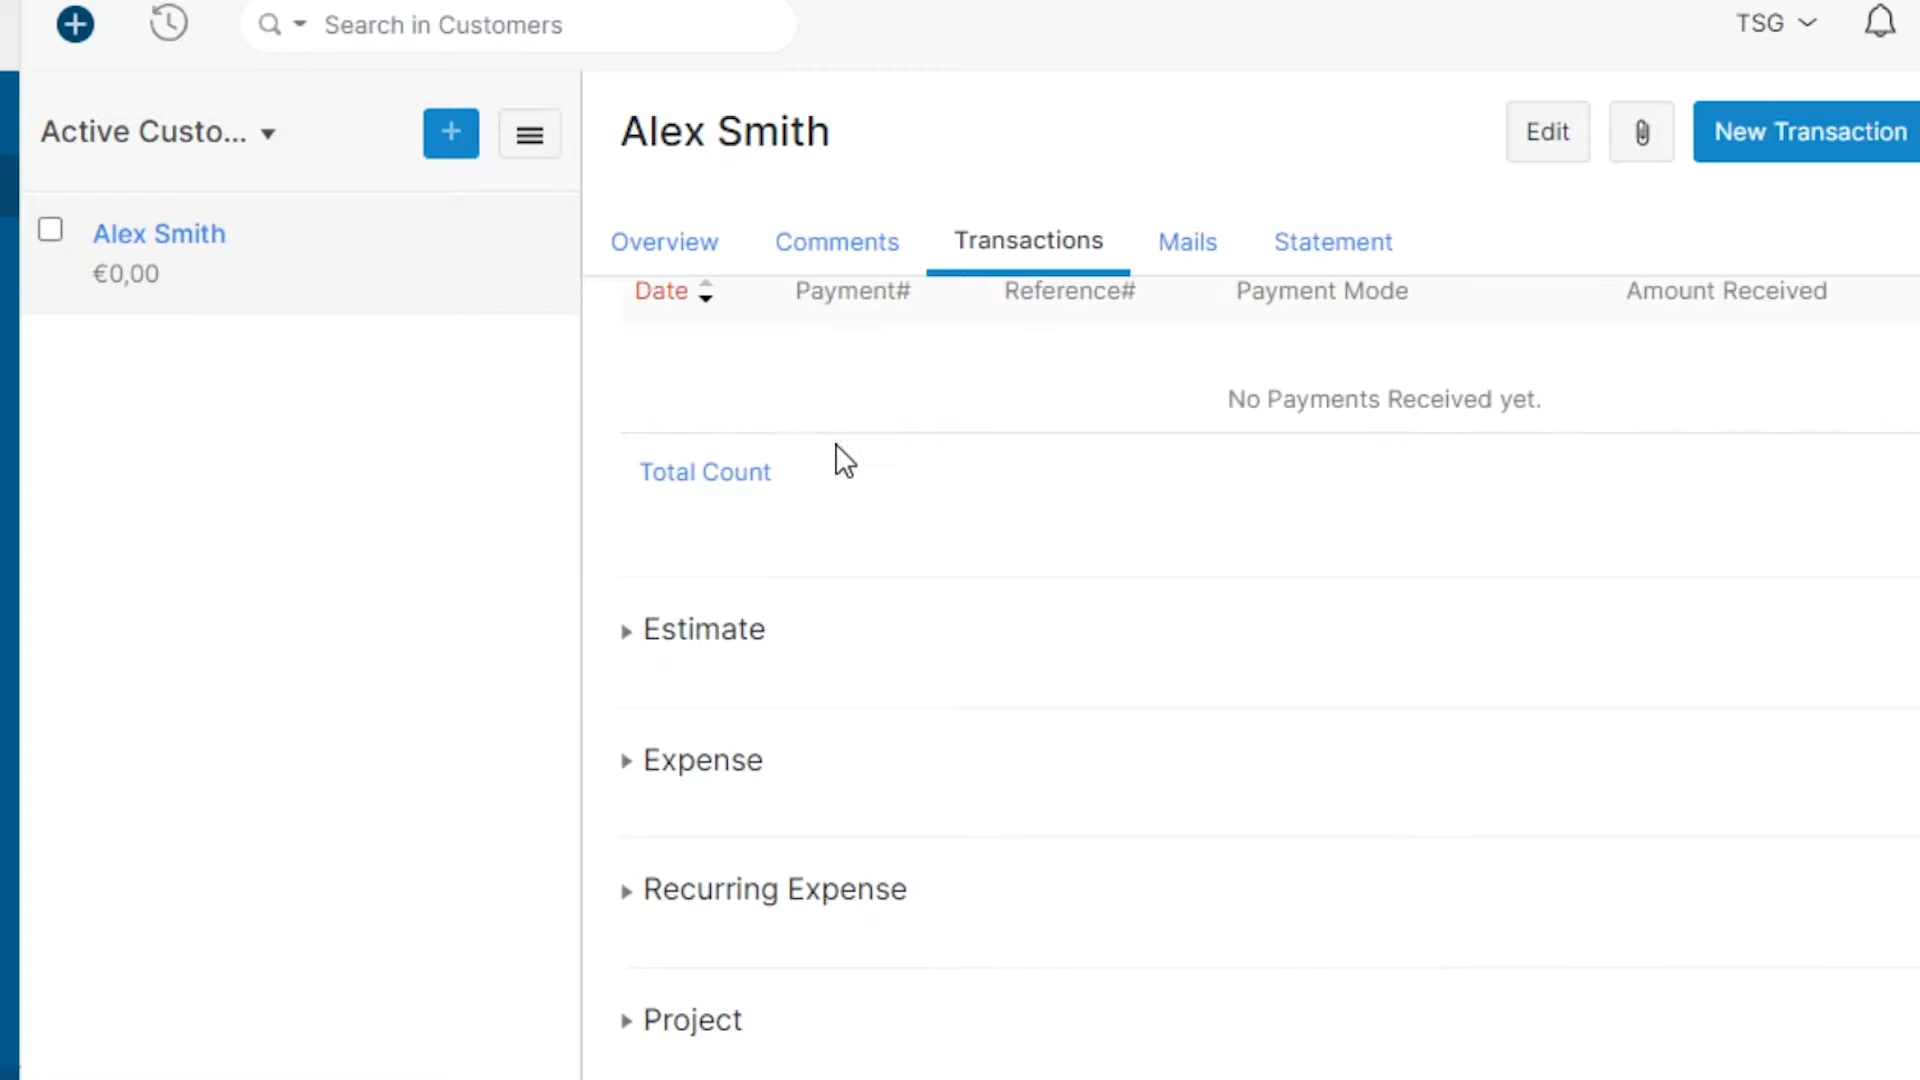 Search in Customers
TSG
Active Custo...
Alex Smith
€0,00
Alex Smith
Edit
New Transaction
Overview
Comments
Transactions
Mails
Statement
Date
Payment#
Reference#
Payment Mode
Amount Received
No Payments Received yet.
Total Count
Estimate
Expense
Recurring Expense
Project